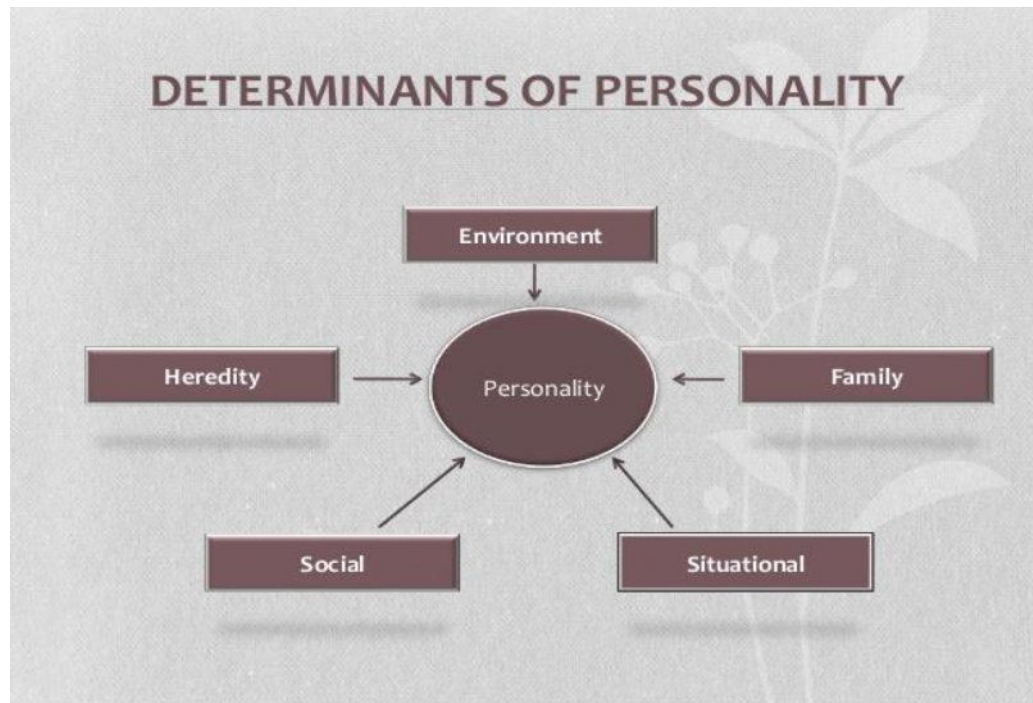 DETERMINANTS OF PERSONALITY
Environment
Heredity
Personality
Family
Social
Situational